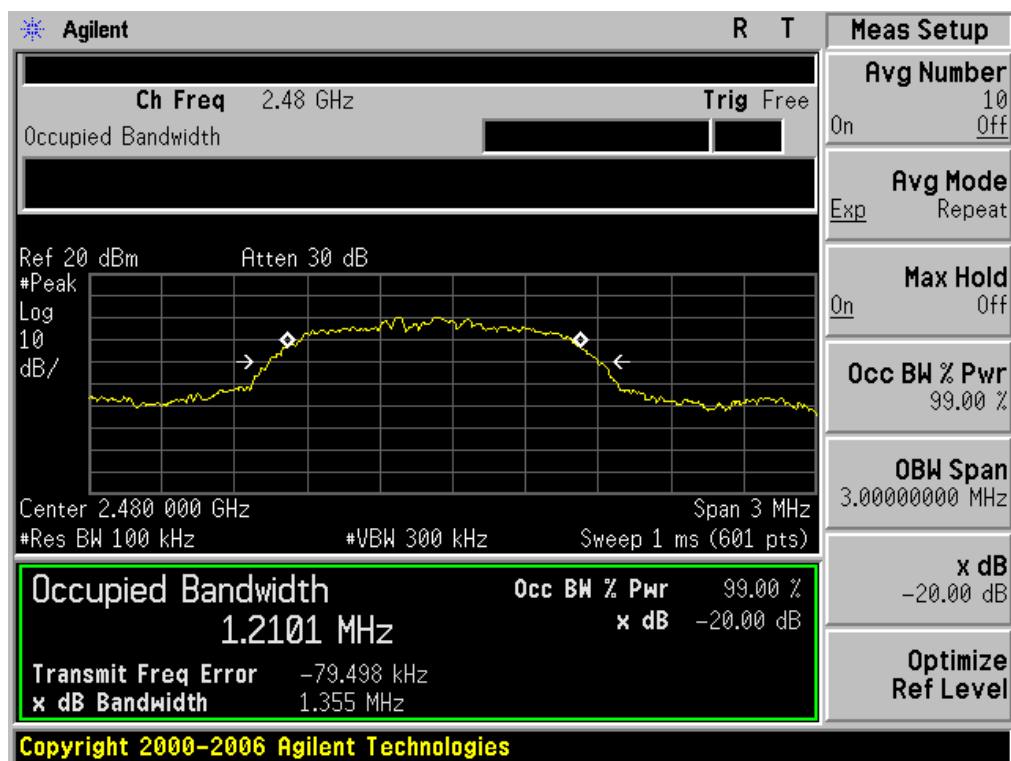 Agilent R T
Meas Setup
Ch Freq 2.48 GHz Trig Free
Occupied Bandwidth
Avg Number
10
On Off
Avg Mode
Exp Repeat
Max Hold
On Off
Occ BW % Pwr
99.00 %
OBW Span
3.00000000 MHz
x dB
-20.00 dB
Optimize
Ref Level
Ref 20 dBm Atten 30 dB
#Peak
Log
10
dB/
Center 2.480 000 GHz Span 3 MHz
#Res BW 100 kHz #VBW 300 kHz Sweep 1 ms (601 pts)
Occupied Bandwidth Occ BW % Pwr 99.00 %
1.2101 MHz x dB -20.00 dB
Transmit Freq Error -79.498 kHz
x dB Bandwidth 1.355 MHz
Copyright 2000-2006 Agilent Technologies